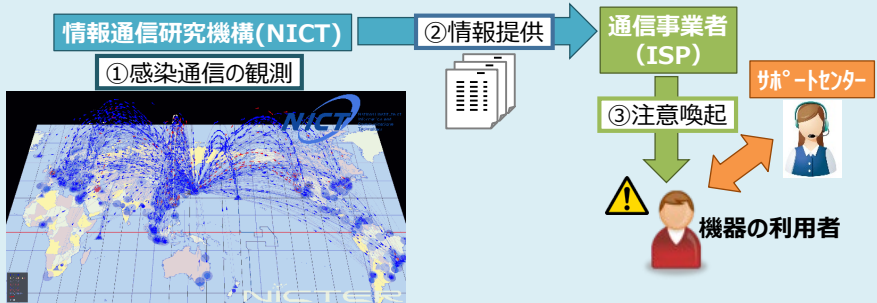 情報通信研究機構(NICT)
②情報提供
通信事業者
（ISP）
①感染通信の観測
ｻﾎﾟｰﾄｾﾝﾀｰ
③注意喚起
NICT
機器の利用者
NICTER